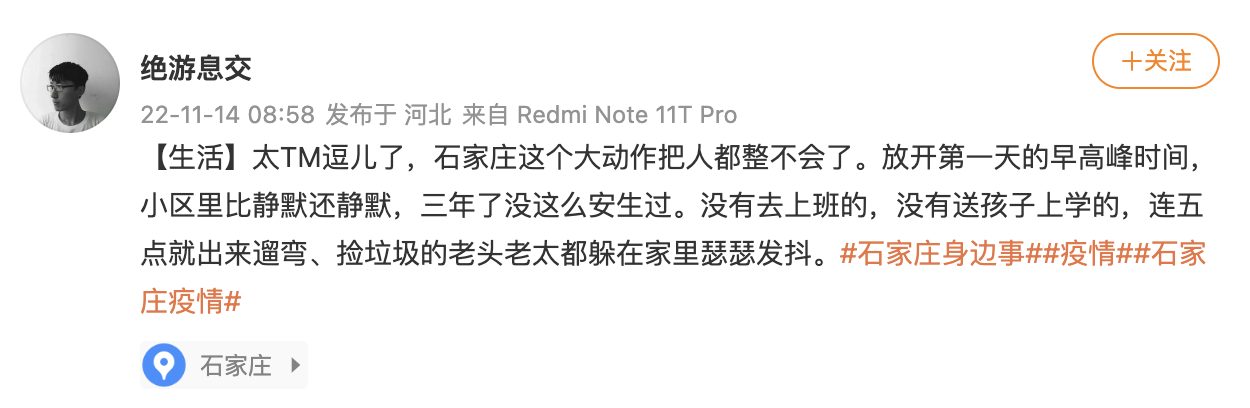 绝游息交
＋关注
22-11-14 08:58 发布于 河北 来自 Redmi Note 11T Pro
【生活】太TM逗儿了，石家庄这个大动作把人都整不会了。放开第一天的早高峰时间，
小区里比静默还静默，三年了没这么安生过。没有去上班的，没有送孩子上学的，连五
点就出来遛弯、捡垃圾的老头老太都躲在家里瑟瑟发抖。#石家庄身边事##疫情##石家
庄疫情#
石家庄